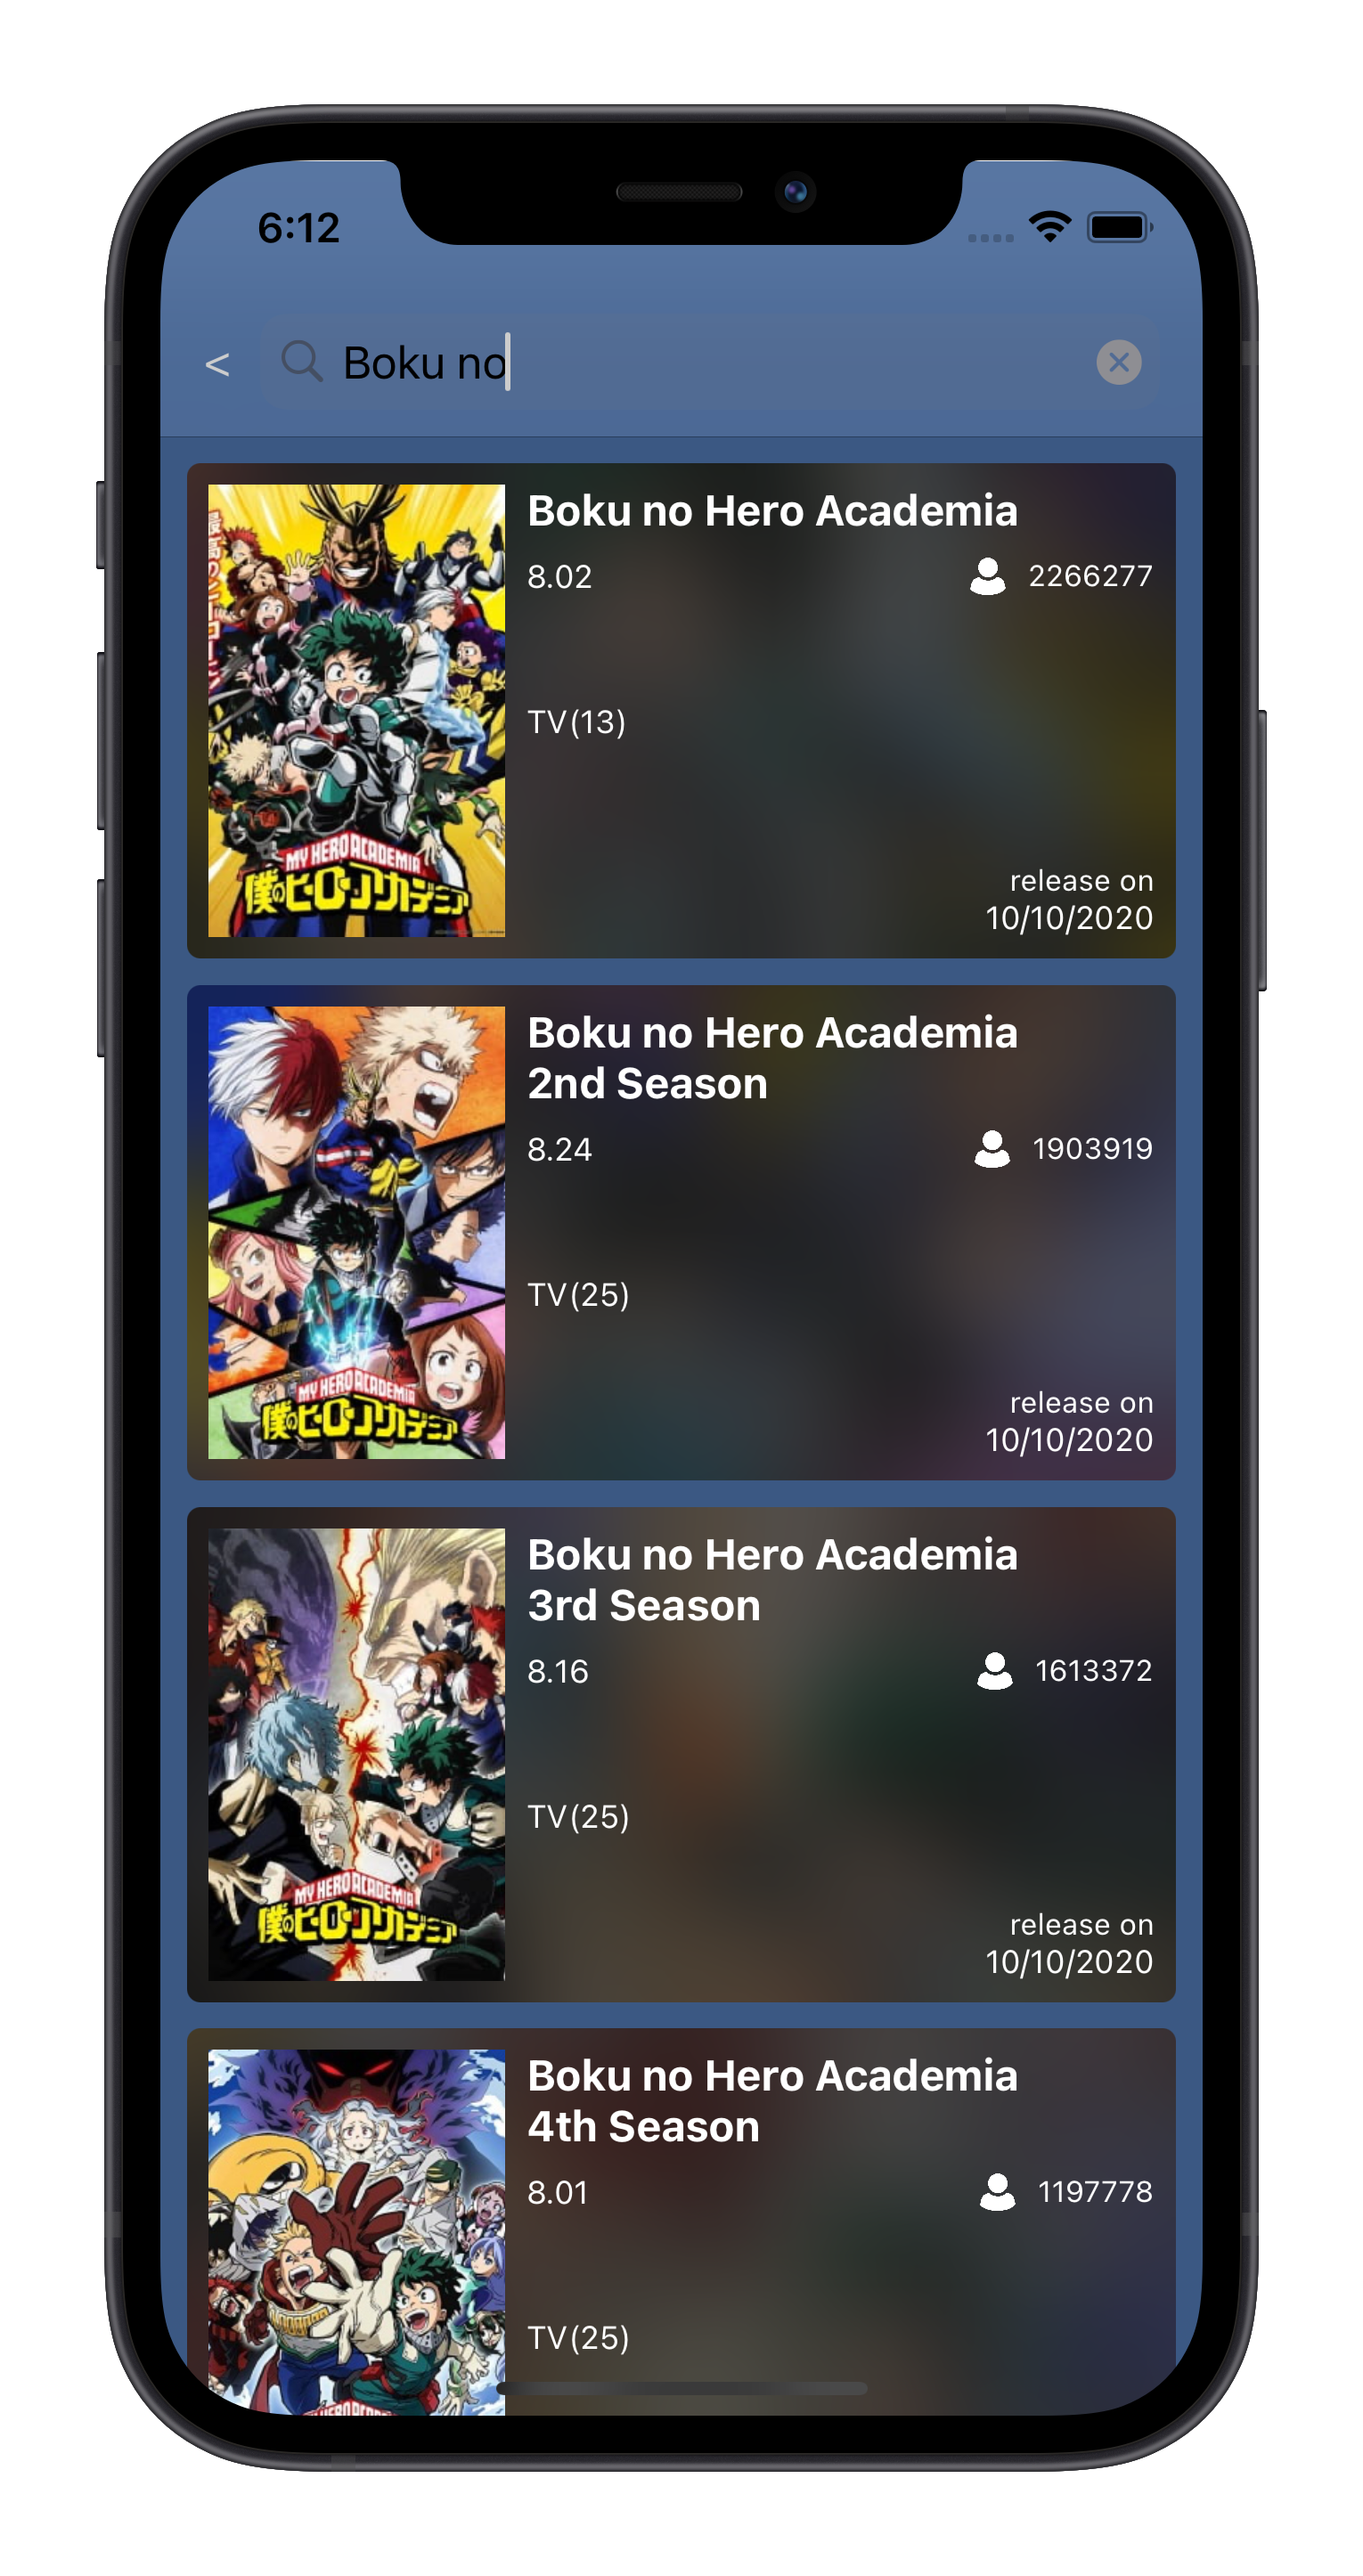 6:12
<
Boku no
Boku no Hero Academia
8.02
2266277
TV(13)
release on
10/10/2020
MY HERO ACADEMIA
僕のヒーローアカデミア
Boku no Hero Academia
2nd Season
8.24
1903919
TV(25)
release on
10/10/2020
MY HERO ACADEMIA
僕のヒーローアカデミア
Boku no Hero Academia
3rd Season
8.16
1613372
TV(25)
release on
10/10/2020
MY HERO ACADEMIA
僕のヒーローアカデミア
Boku no Hero Academia
4th Season
8.01
1197778
TV(25)